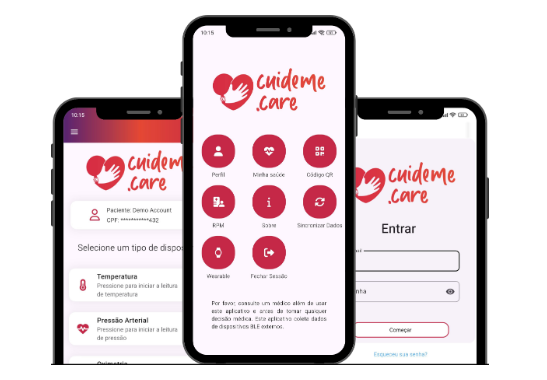 10:15
cuideme
.care
Perfil
Minha saúde
Código QR
RPM
Sobre
Sincronizar Dados
Wearable
Fechar Sessão
Por favor, consulte um médico além de usar
este aplicativo e antes de tomar qualquer
decisão médica. Este aplicativo coleta dados
de dispositivos BLE externos.
10:15
cuidem
.care
Paciente: Demo Account
CPF: ***********432
Selecione um tipo de dispos
Temperatura
Pressione para iniciar a leitura
de temperatura
Pressão Arterial
Pressione para iniciar a leitura
de pressão
Oximetria
cuideme
.care
Entrar
nha
Começar
Esqueceu sua senha?